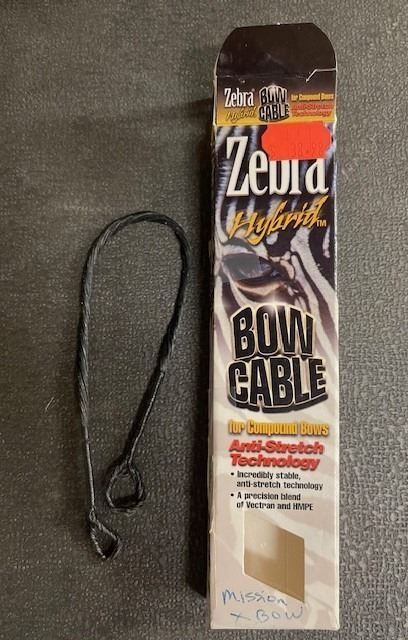 Zebra
Hybrid
BOW
CABLE
for Compound Bows
Anti-Stretch
Technology
Zebra
Hybrid™
BOW
CABLE
for Compound Bows
Anti-Stretch
Technology
• Incredibly stable,
anti-stretch technology
• A precision blend
of Vectran and HMPE
Mission
X BOW